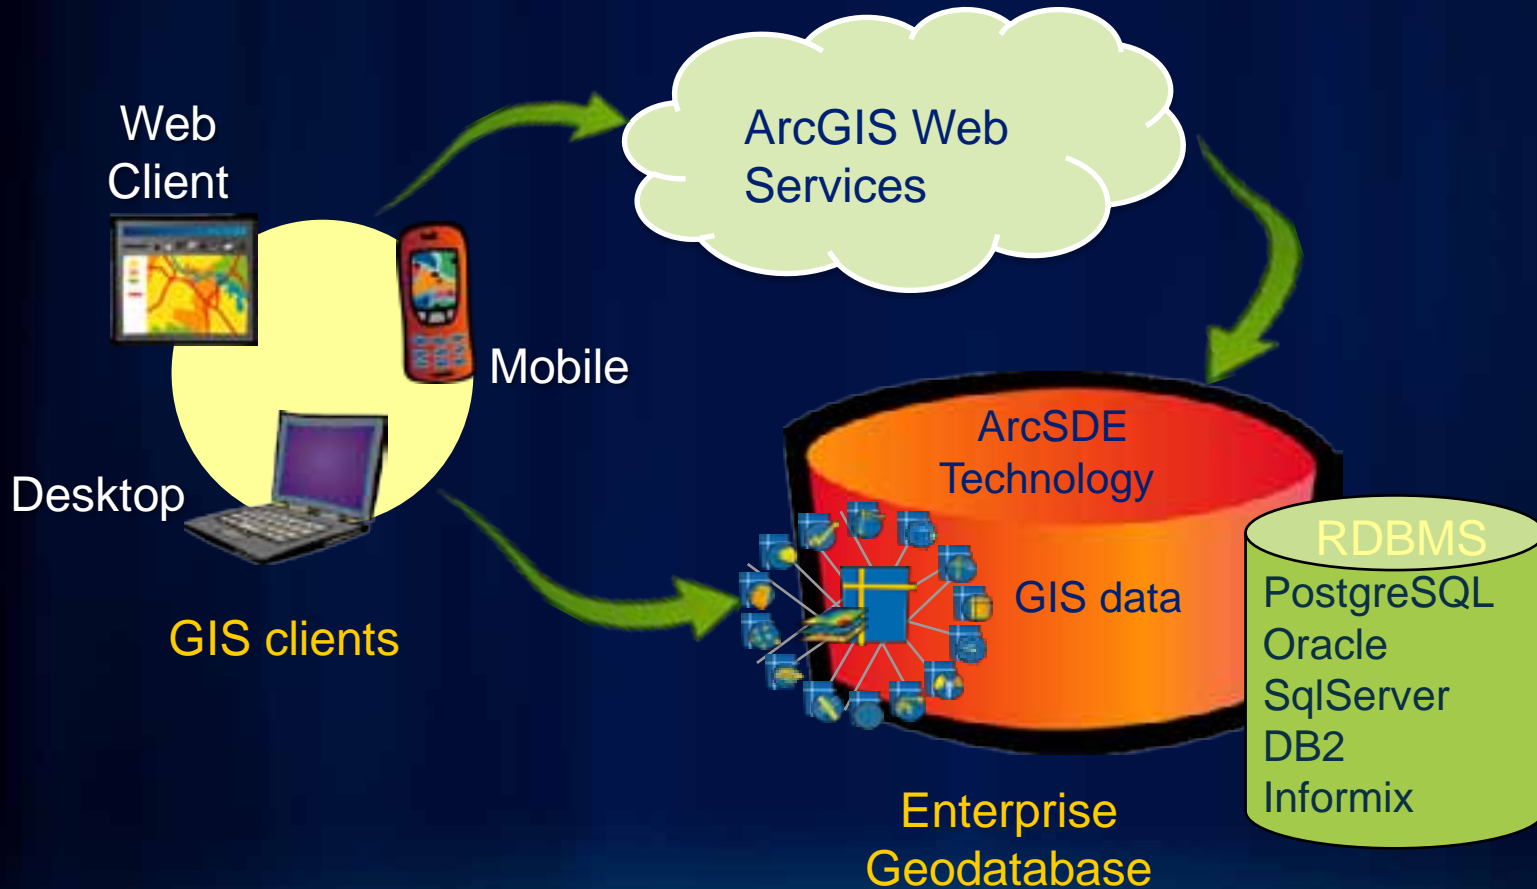 Web
Client
Mobile
Desktop
GIS clients
ArcGIS Web
Services
ArcSDE
Technology
GIS data
RDBMS
PostgreSQL
Oracle
SqlServer
DB2
Informix
Enterprise
Geodatabase